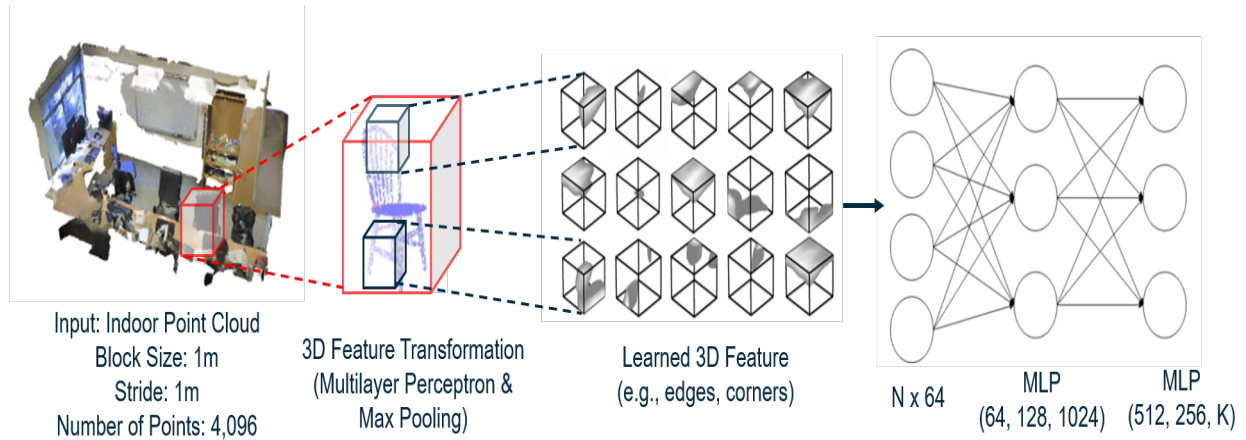 Input: Indoor Point Cloud
Block Size: 1m
Stride: 1m
Number of Points: 4,096
3D Feature Transformation
(Multilayer Perceptron &
Max Pooling)
Learned 3D Feature
(e.g., edges, corners)
N x 64
MLP
(64, 128, 1024)
MLP
(512, 256, K)